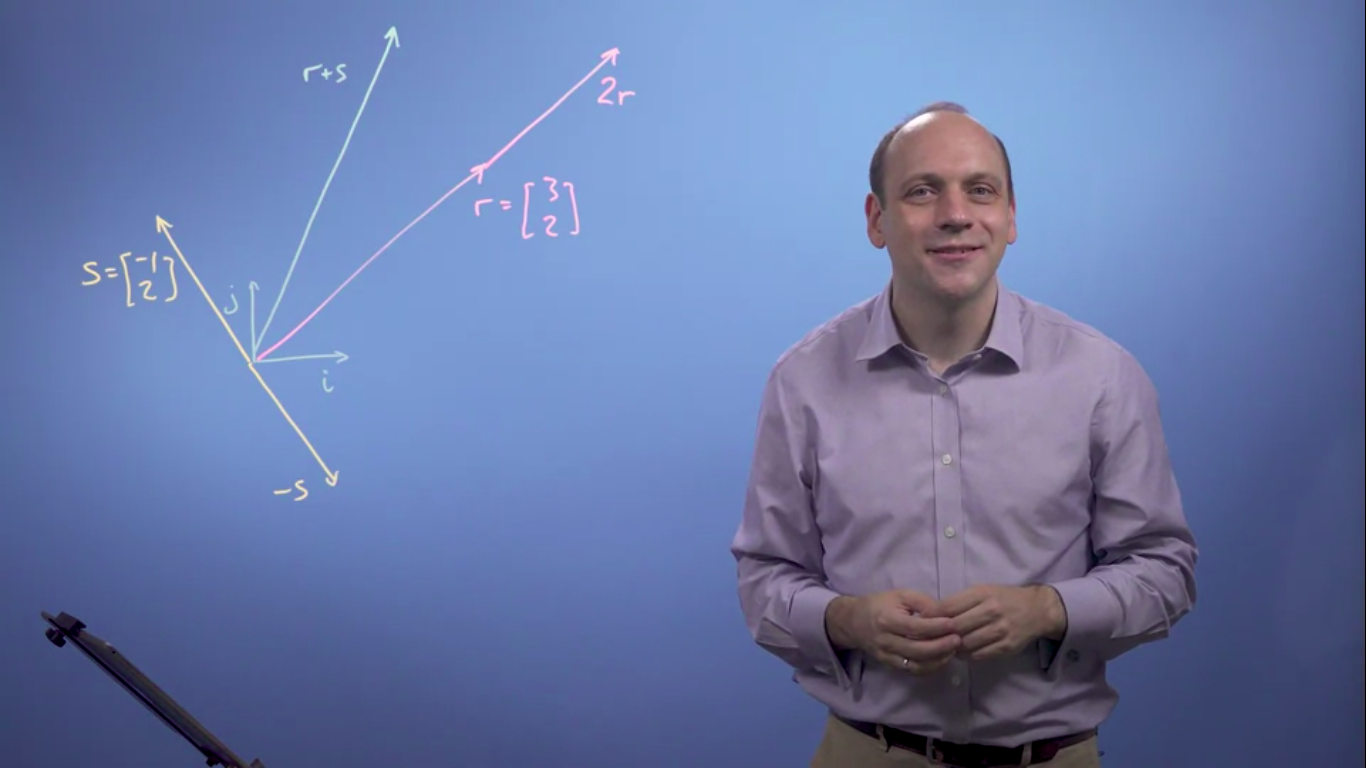 r+s
2r
r = [3
2]
s = [-1
2]
j
i
-s